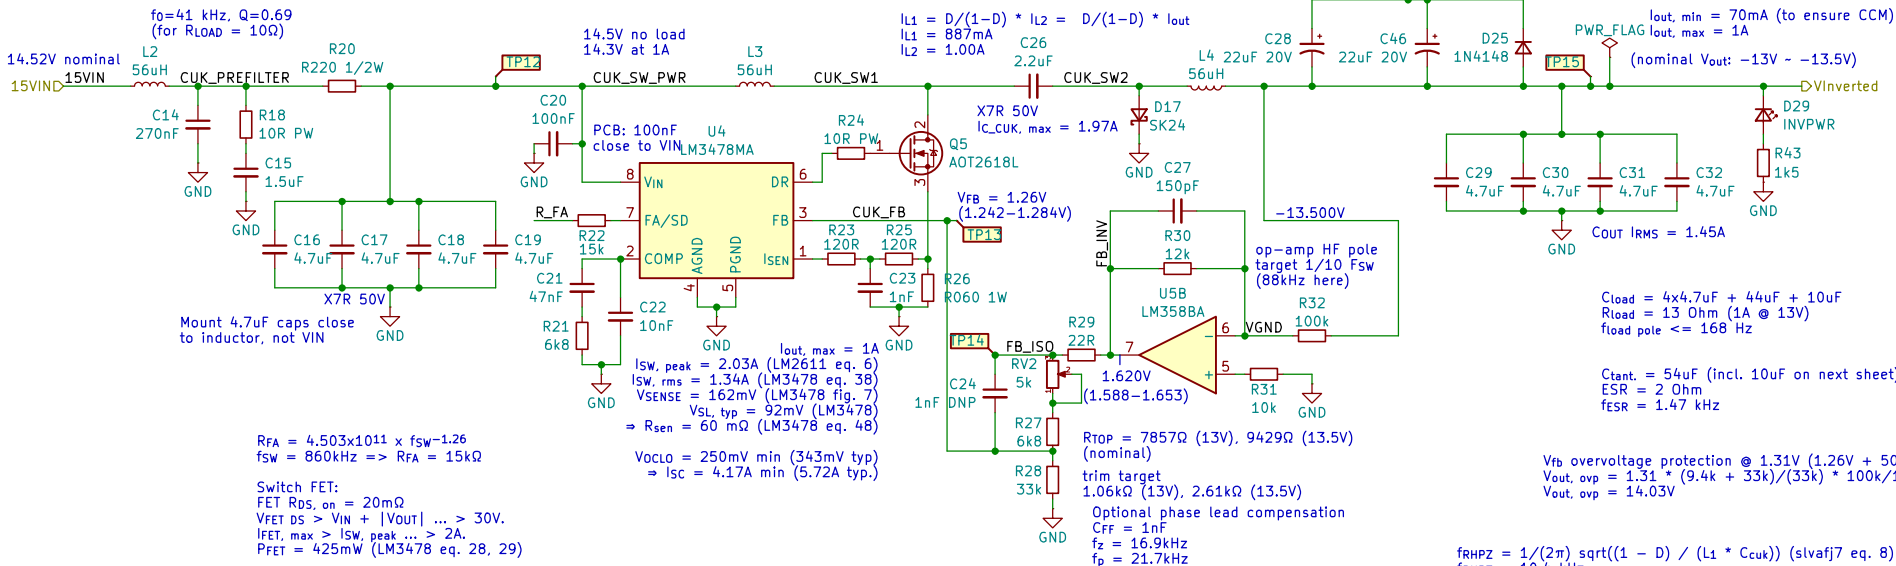 f0=41 kHz, Q=0.69
(for RLOAD = 10Ω)
14.52V nominal
15VIN
15VIN
L2
56uH
CUK_PREFILTER
R20
R220 1/2W
C14
270nF
GND
R18
10R PW
C15
1.5uF
GND
TP12
14.5V no load
14.3V at 1A
CUK_SW_PWR
L3
56uH
CUK_SW1
IL1 = D/(1-D) * IL2 = D/(1-D) * Iout
IL1 = 887mA
IL2 = 1.00A
C26
2.2uF
CUK_SW2
X7R 50V
IC_CUK, max = 1.97A
L4
56uH
D17
SK24
GND
C28
22uF 20V
C46
22uF 20V
D25
1N4148
TP15
PWR_FLAG
Iout, min = 70mA (to ensure CCM)
Iout, max = 1A
(nominal Vout: -13V ~ -13.5V)
VInverted
D29
INVPWR
R43
1k5
GND
C29
4.7uF
C30
4.7uF
C31
4.7uF
C32
4.7uF
GND
COUT IRMS = 1.45A
C20
100nF
GND
PCB: 100nF
close to VIN
U4
LM3478MA
8
VIN
7
FA/SD
2
COMP
AGND
4
PGND
5
DR
6
FB
3
ISEN
1
GND
R24
10R PW
1
2
3
Q5
AOT2618L
R_FA
R22
15k
CUK_FB
VFB = 1.26V
(1.242-1.284V)
TP13
R23
120R
R25
120R
C23
1nF
R26
R060 1W
GND
C16
4.7uF
C17
4.7uF
C18
4.7uF
C19
4.7uF
X7R 50V
GND
Mount 4.7uF caps close
to inductor, not VIN
C21
47nF
C22
10nF
R21
6k8
GND
C27
150pF
R30
12k
FB_INV
-13.500V
op-amp HF pole
target 1/10 FSW
(88kHz here)
U5B
LM358BA
6
5
7
-
+
VGND
R32
100k
R31
10k
GND
R29
22R
1.620V
(1.588-1.653)
TP14
FB_ISO
RV2
5k
C24
1nF DNP
R27
6k8
R28
33k
GND
RTOP = 7857Ω (13V), 9429Ω (13.5V)
(nominal)
trim target
1.06kΩ (13V), 2.61kΩ (13.5V)
Optional phase lead compensation
CFF = 1nF
fz = 16.9kHz
fp = 21.7kHz
Iout, max = 1A
ISW, peak = 2.03A (LM2611 eq. 6)
ISW, rms = 1.34A (LM3478 eq. 38)
VSENSE = 162mV (LM3478 fig. 7)
VSL, typ = 92mV (LM3478)
⇒ Rsen = 60 mΩ (LM3478 eq. 48)
VOCLO = 250mV min (343mV typ)
⇒ ISC = 4.17A min (5.72A typ.)
RFA = 4.503x10¹¹ x fSW⁻¹·²⁶
fSW = 860kHz => RFA = 15kΩ
Switch FET:
FET RDS, on = 20mΩ
VFET DS > VIN + |VOUT| ... > 30V.
IFET, max > ISW, peak ... > 2A.
PFET = 425mW (LM3478 eq. 28, 29)
Cload = 4x4.7uF + 44uF + 10uF
Rload = 13 Ohm (1A @ 13V)
fload pole <= 168 Hz
Ctant. = 54uF (incl. 10uF on next sheet)
ESR = 2 Ohm
fESR = 1.47 kHz
Vfb overvoltage protection @ 1.31V (1.26V + 50
Vout, ovp = 1.31 * (9.4k + 33k)/(33k) * 100k/1
Vout, ovp = 14.03V
fRHPZ = 1/(2π) sqrt((1 - D) / (L1 * Ccuk)) (slvafj7 eq. 8)